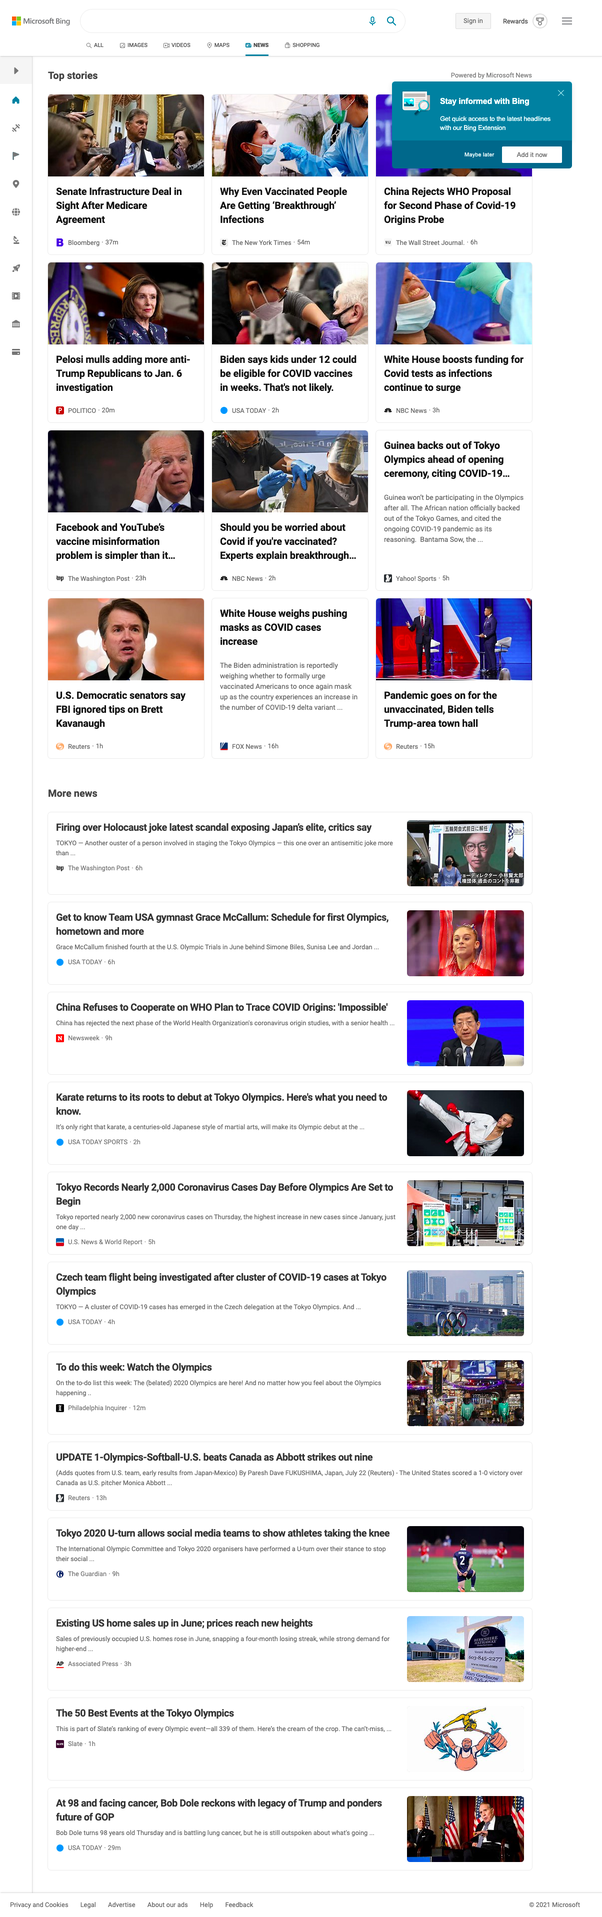 Microsoft Bing
Sign in
Rewards
ALL
IMAGES
VIDEOS
MAPS
NEWS
SHOPPING
Top stories
Powered by Microsoft News
Stay informed with Bing
Get quick access to the latest headlines
with our Bing Extension
Maybe later
Add it now
Senate Infrastructure Deal in
Sight After Medicare
Agreement
Bloomberg · 37m
Why Even Vaccinated People
Are Getting ‘Breakthrough’
Infections
The New York Times · 54m
China Rejects WHO Proposal
for Second Phase of Covid-19
Origins Probe
The Wall Street Journal. · 6h
Pelosi mulls adding more anti-
Trump Republicans to Jan. 6
investigation
POLITICO · 20m
Biden says kids under 12 could
be eligible for COVID vaccines
in weeks. That's not likely.
USA TODAY · 2h
White House boosts funding for
Covid tests as infections
continue to surge
NBC News · 3h
Facebook and YouTube's
vaccine misinformation
problem is simpler than it...
The Washington Post · 23h
Should you be worried about
Covid if you're vaccinated?
Experts explain breakthrough...
NBC News · 2h
Guinea backs out of Tokyo
Olympics ahead of opening
ceremony, citing COVID-19...
Guinea won't be participating in the Olympics
after all. The African nation officially backed
out of the Tokyo Games, and cited the
ongoing COVID-19 pandemic as its
reasoning. Bantama Sow, the ...
Yahoo! Sports · 5h
U.S. Democratic senators say
FBI ignored tips on Brett
Kavanaugh
Reuters · 1h
White House weighs pushing
masks as COVID cases
increase
The Biden administration is reportedly
weighing whether to formally urge
vaccinated Americans to once again mask
up as the country experiences an increase in
the number of COVID-19 delta variant ...
FOX News · 16h
Pandemic goes on for the
unvaccinated, Biden tells
Trump-area town hall
Reuters · 15h
More news
Firing over Holocaust joke latest scandal exposing Japan's elite, critics say
TOKYO — Another ouster of a person involved in staging the Tokyo Olympics — this one over an antisemitic joke more
than ...
The Washington Post · 6h
Get to know Team USA gymnast Grace McCallum: Schedule for first Olympics,
hometown and more
Grace McCallum finished fourth at the U.S. Olympic Trials in June behind Simone Biles, Sunisa Lee and Jordan ...
USA TODAY · 6h
China Refuses to Cooperate on WHO Plan to Trace COVID Origins: 'Impossible'
China has rejected the next phase of the World Health Organization's coronavirus origin studies, with a senior health ...
Newsweek · 9h
Karate returns to its roots to debut at Tokyo Olympics. Here's what you need to
know.
It's only right that karate, a centuries-old Japanese style of martial arts, will make its Olympic debut at the ...
USA TODAY SPORTS · 2h
Tokyo Records Nearly 2,000 Coronavirus Cases Day Before Olympics Are Set to
Begin
Tokyo reported nearly 2,000 new coronavirus cases on Thursday, the highest increase in new cases since January, just
one day ...
U.S. News & World Report · 5h
Czech team flight being investigated after cluster of COVID-19 cases at Tokyo
Olympics
TOKYO — A cluster of COVID-19 cases has emerged in the Czech delegation at the Tokyo Olympics. And ...
USA TODAY · 4h
To do this week: Watch the Olympics
On the to-do list this week: The (belated) 2020 Olympics are here! And no matter how you feel about the Olympics
happening ..
Philadelphia Inquirer · 12m
UPDATE 1-Olympics-Softball-U.S. beats Canada as Abbott strikes out nine
(Adds quotes from U.S. team, early results from Japan-Mexico) By Paresh Dave FUKUSHIMA, Japan, July 22 (Reuters) - The United States scored a 1-0 victory over
Canada as U.S. pitcher Monica Abbott ...
Reuters · 13h
Tokyo 2020 U-turn allows social media teams to show athletes taking the knee
The International Olympic Committee and Tokyo 2020 organisers have performed a U-turn over their stance to stop
their social ...
The Guardian · 9h
2
Existing US home sales up in June; prices reach new heights
Sales of previously occupied U.S. homes rose in June, snapping a four-month losing streak, while strong demand for
higher-end ...
Associated Press · 3h
603-845-2277
The 50 Best Events at the Tokyo Olympics
This is part of Slate's ranking of every Olympic event—all 339 of them. Here's the cream of the crop. The can't-miss, ...
Slate · 1h
At 98 and facing cancer, Bob Dole reckons with legacy of Trump and ponders
future of GOP
Bob Dole turns 98 years old Thursday and is battling lung cancer, but he is still outspoken about what's going ...
USA TODAY · 29m
Privacy and Cookies
Legal
Advertise
About our ads
Help
Feedback
© 2021 Microsoft